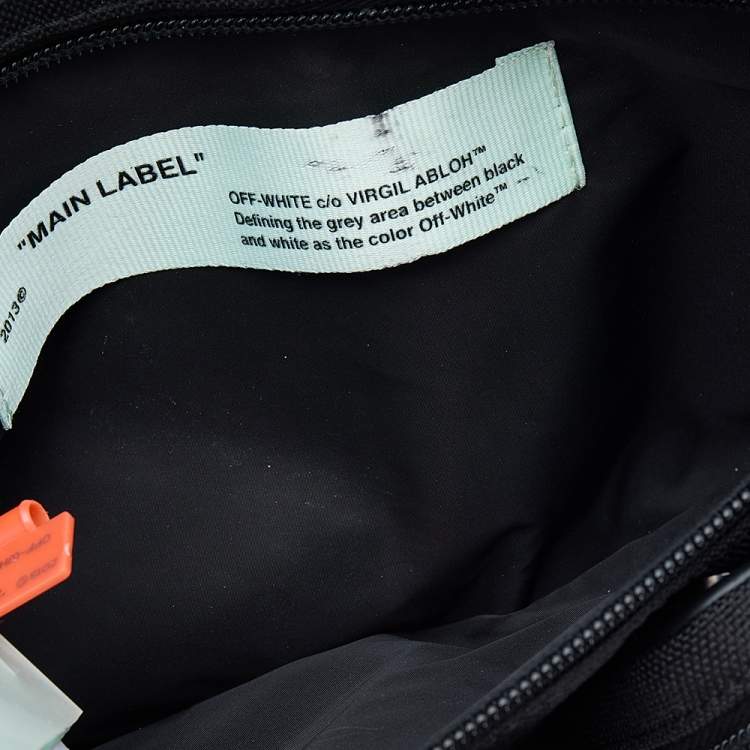 "MAIN LABEL"
OFF-WHITE c/o VIRGIL ABLOH™
Defining the grey area between black
and white as the color Off-White™
2013©